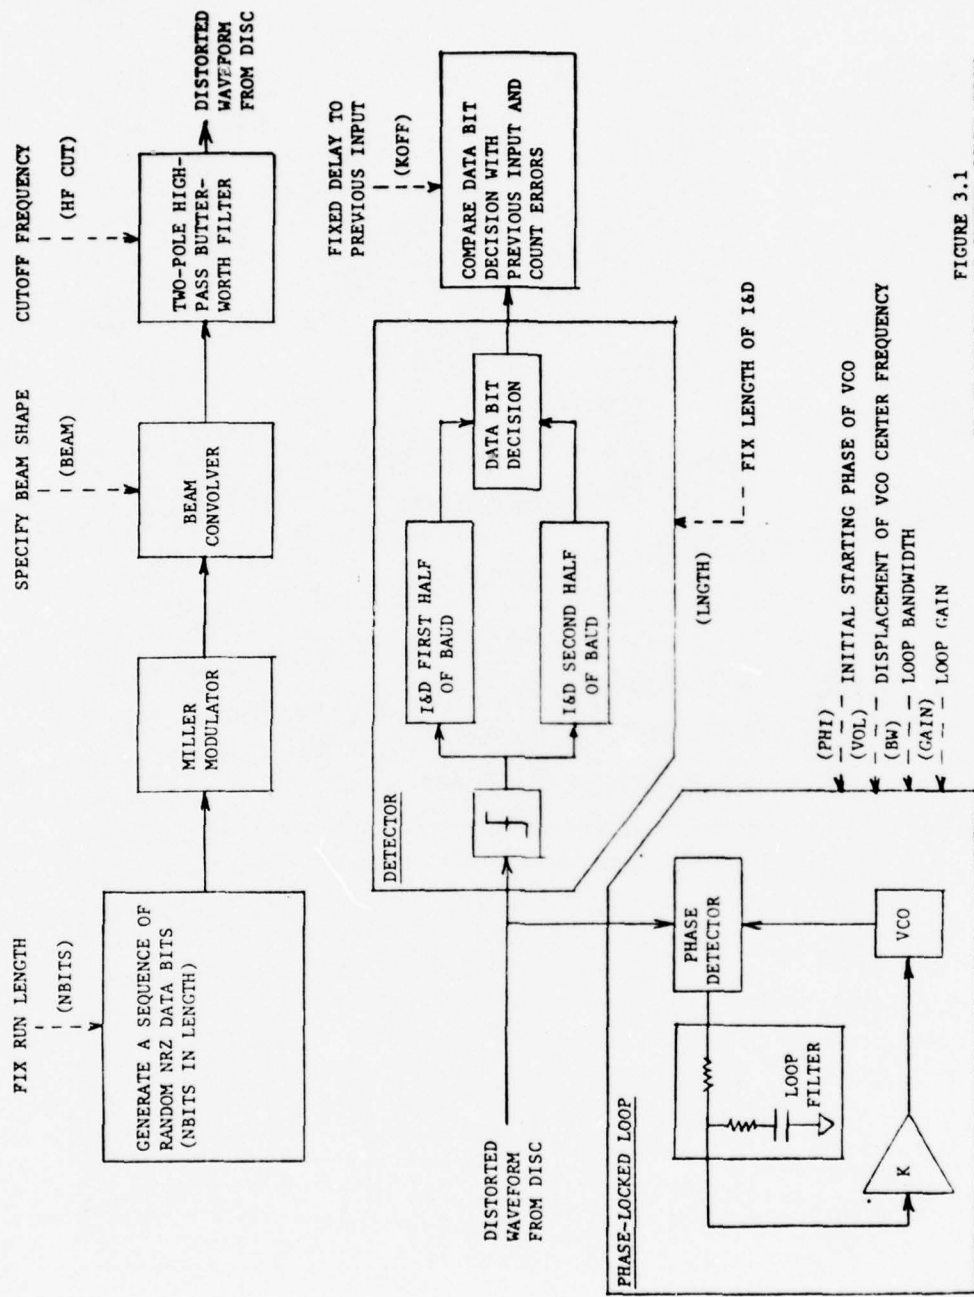 FIX RUN LENGTH
(NBITS)
GENERATE A SEQUENCE OF
RANDOM NRZ DATA BITS
(NBITS IN LENGTH)
MILLER
MODULATOR
SPECIFY BEAM SHAPE
(BEAM)
BEAM
CONVOLVER
CUTOFF FREQUENCY
(HF CUT)
TWO-POLE HIGH-
PASS BUTTER-
WORTH FILTER
DISTORTED
WAVEFORM
FROM DISC
DISTORTED
WAVEFORM
FROM DISC
DETECTOR
I&D FIRST HALF
OF BAUD
I&D SECOND HALF
OF BAUD
DATA BIT
DECISION
FIXED DELAY TO
PREVIOUS INPUT
(KOFF)
COMPARE DATA BIT
DECISION WITH
PREVIOUS INPUT AND
COUNT ERRORS
(LNGTH)
FIX LENGTH OF I&D
PHASE-LOCKED LOOP
PHASE
DETECTOR
LOOP
FILTER
VCO
K
(PHI)
INITIAL STARTING PHASE OF VCO
(VOL)
DISPLACEMENT OF VCO CENTER FREQUENCY
(BW)
LOOP BANDWIDTH
(GAIN)
LOOP GAIN
FIGURE 3.1